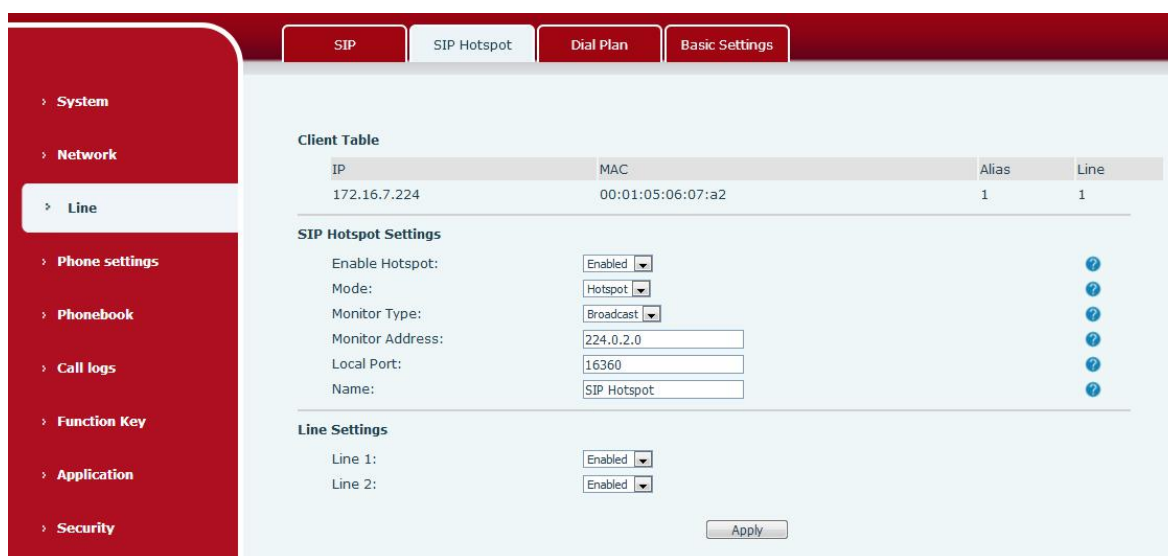 SIP SIP Hotspot Dial Plan Basic Settings
› System
› Network
› Line
› Phone settings
› Phonebook
› Call logs
› Function Key
› Application
› Security
Client Table
IP MAC Alias Line
172.16.7.224 00:01:05:06:07:a2 1 1
SIP Hotspot Settings
Enable Hotspot: Enabled ?
Mode: Hotspot ?
Monitor Type: Broadcast ?
Monitor Address: 224.0.2.0 ?
Local Port: 16360 ?
Name: SIP Hotspot ?
Line Settings
Line 1: Enabled
Line 2: Enabled
Apply